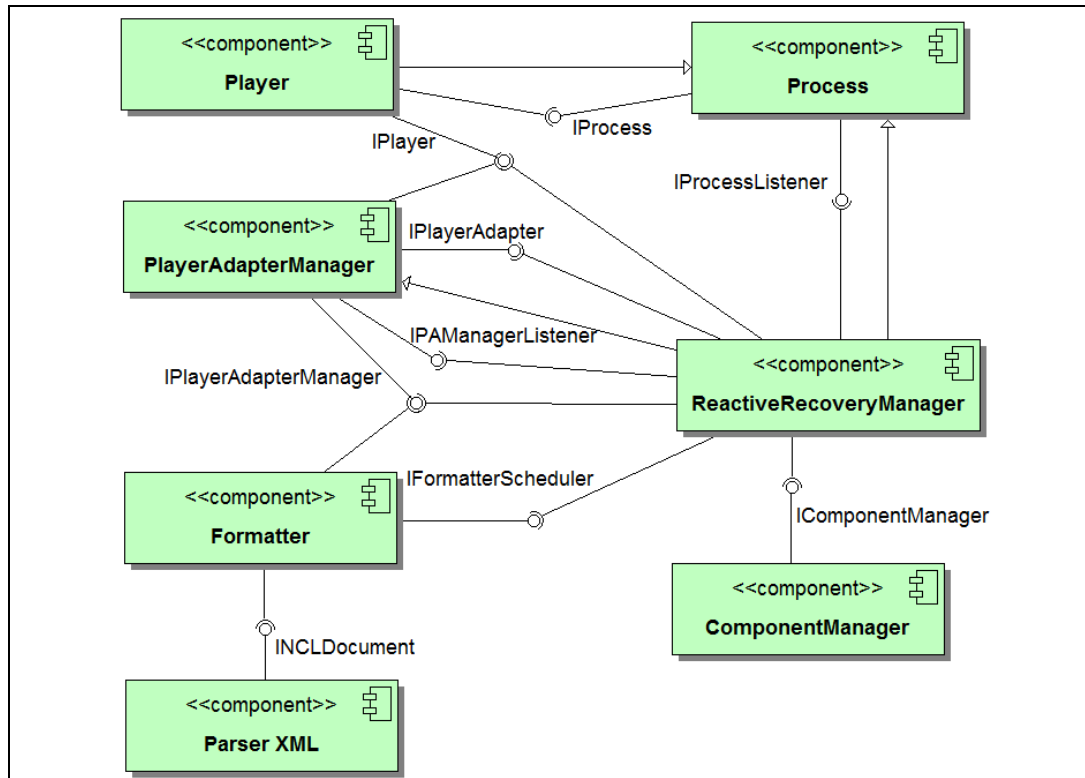 <<component>>
Player
<<component>>
Process
IProcess
IPlayer
IProcessListener
<<component>>
PlayerAdapterManager
IPlayerAdapter
IPAManagerListener
IPlayerAdapterManager
<<component>>
ReactiveRecoveryManager
<<component>>
Formatter
IFormatterScheduler
IComponentManager
<<component>>
ComponentManager
INCLDocument
<<component>>
Parser XML